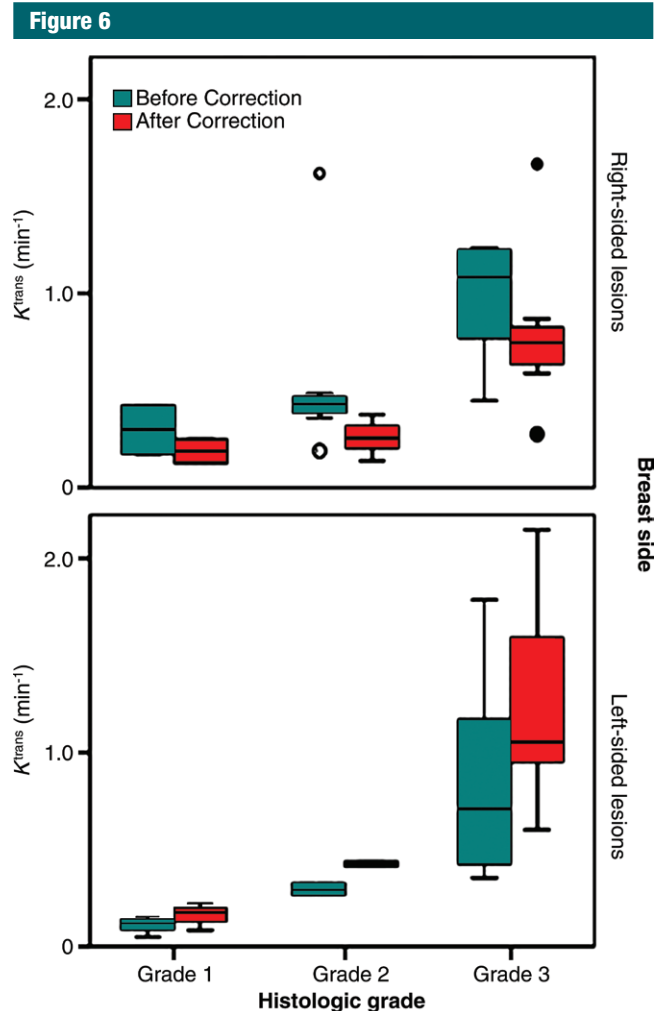 Figure 6
Before Correction
After Correction
2.0
1.0
0
Kᵗʳᵃⁿˢ (min⁻¹)
Right-sided lesions
2.0
1.0
0
Kᵗʳᵃⁿˢ (min⁻¹)
Left-sided lesions
Breast side
Grade 1
Grade 2
Grade 3
Histologic grade